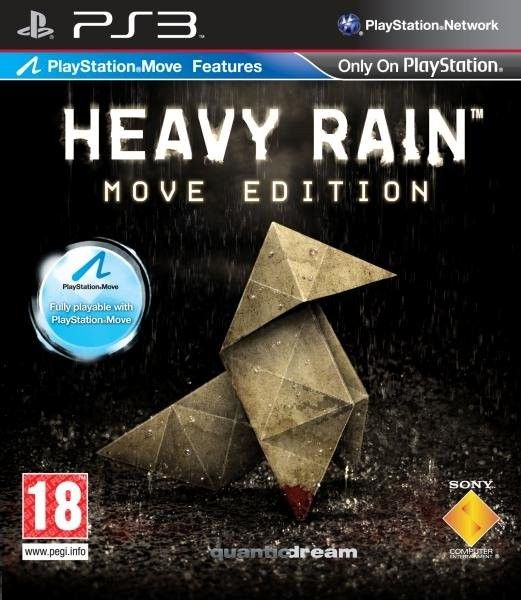 PS3™
PlayStation®Network
PlayStation®Move Features
Only On PlayStation®
HEAVY RAIN™
MOVE EDITION
PlayStation®Move
Fully playable with
PlayStation®Move
18
www.pegi.info
quanticdream
SONY
COMPUTER
ENTERTAINMENT®